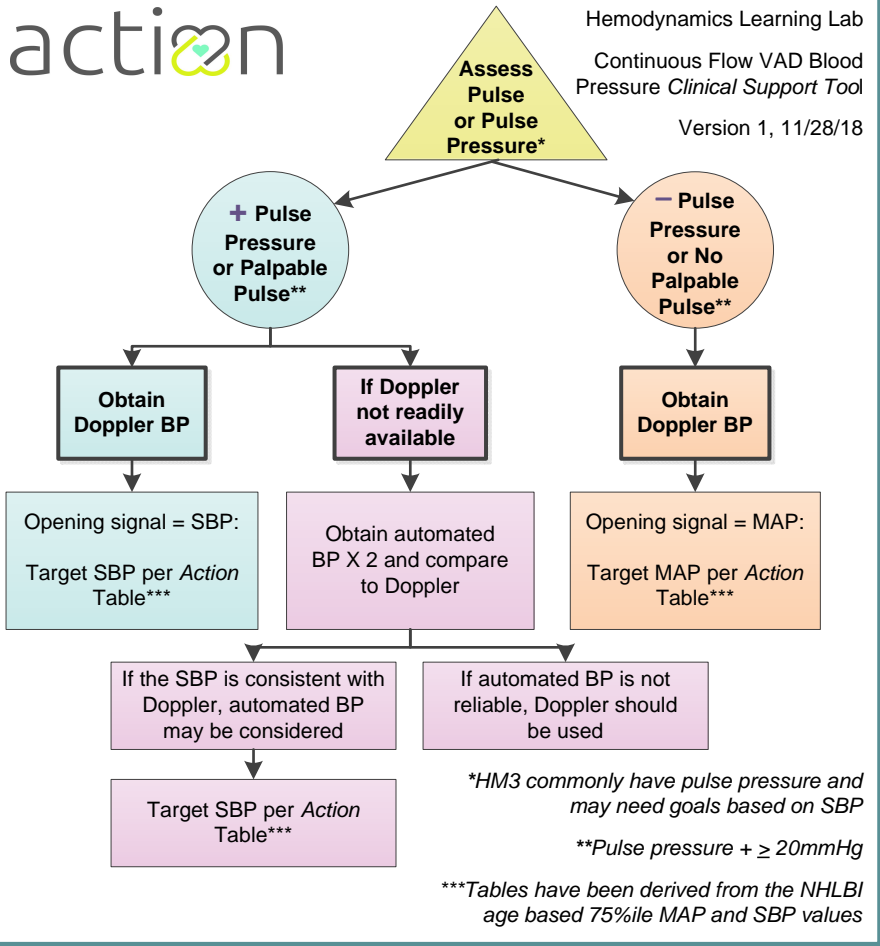 action
Hemodynamics Learning Lab
Continuous Flow VAD Blood
Pressure Clinical Support Tool
Version 1, 11/28/18
Assess
Pulse
or Pulse
Pressure*
+ Pulse
Pressure
or Palpable
Pulse**
− Pulse
Pressure
or No
Palpable
Pulse**
Obtain
Doppler BP
If Doppler
not readily
available
Obtain
Doppler BP
Opening signal = SBP:
Target SBP per Action
Table***
Obtain automated
BP X 2 and compare
to Doppler
Opening signal = MAP:
Target MAP per Action
Table***
If the SBP is consistent with
Doppler, automated BP
may be considered
If automated BP is not
reliable, Doppler should
be used
Target SBP per Action
Table***
*HM3 commonly have pulse pressure and
may need goals based on SBP
**Pulse pressure + ≥ 20mmHg
***Tables have been derived from the NHLBI
age based 75%ile MAP and SBP values